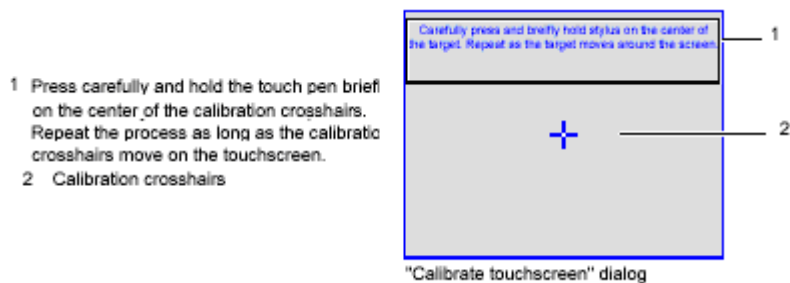 1 Press carefully and hold the touch pen briefl
on the center of the calibration crosshairs.
Repeat the process as long as the calibratic
crosshairs move on the touchscreen.
2 Calibration crosshairs
Carefully press and breifly hold stylus on the center of
the target. Repeat as the target moves around the screen.
1
2
"Calibrate touchscreen" dialog